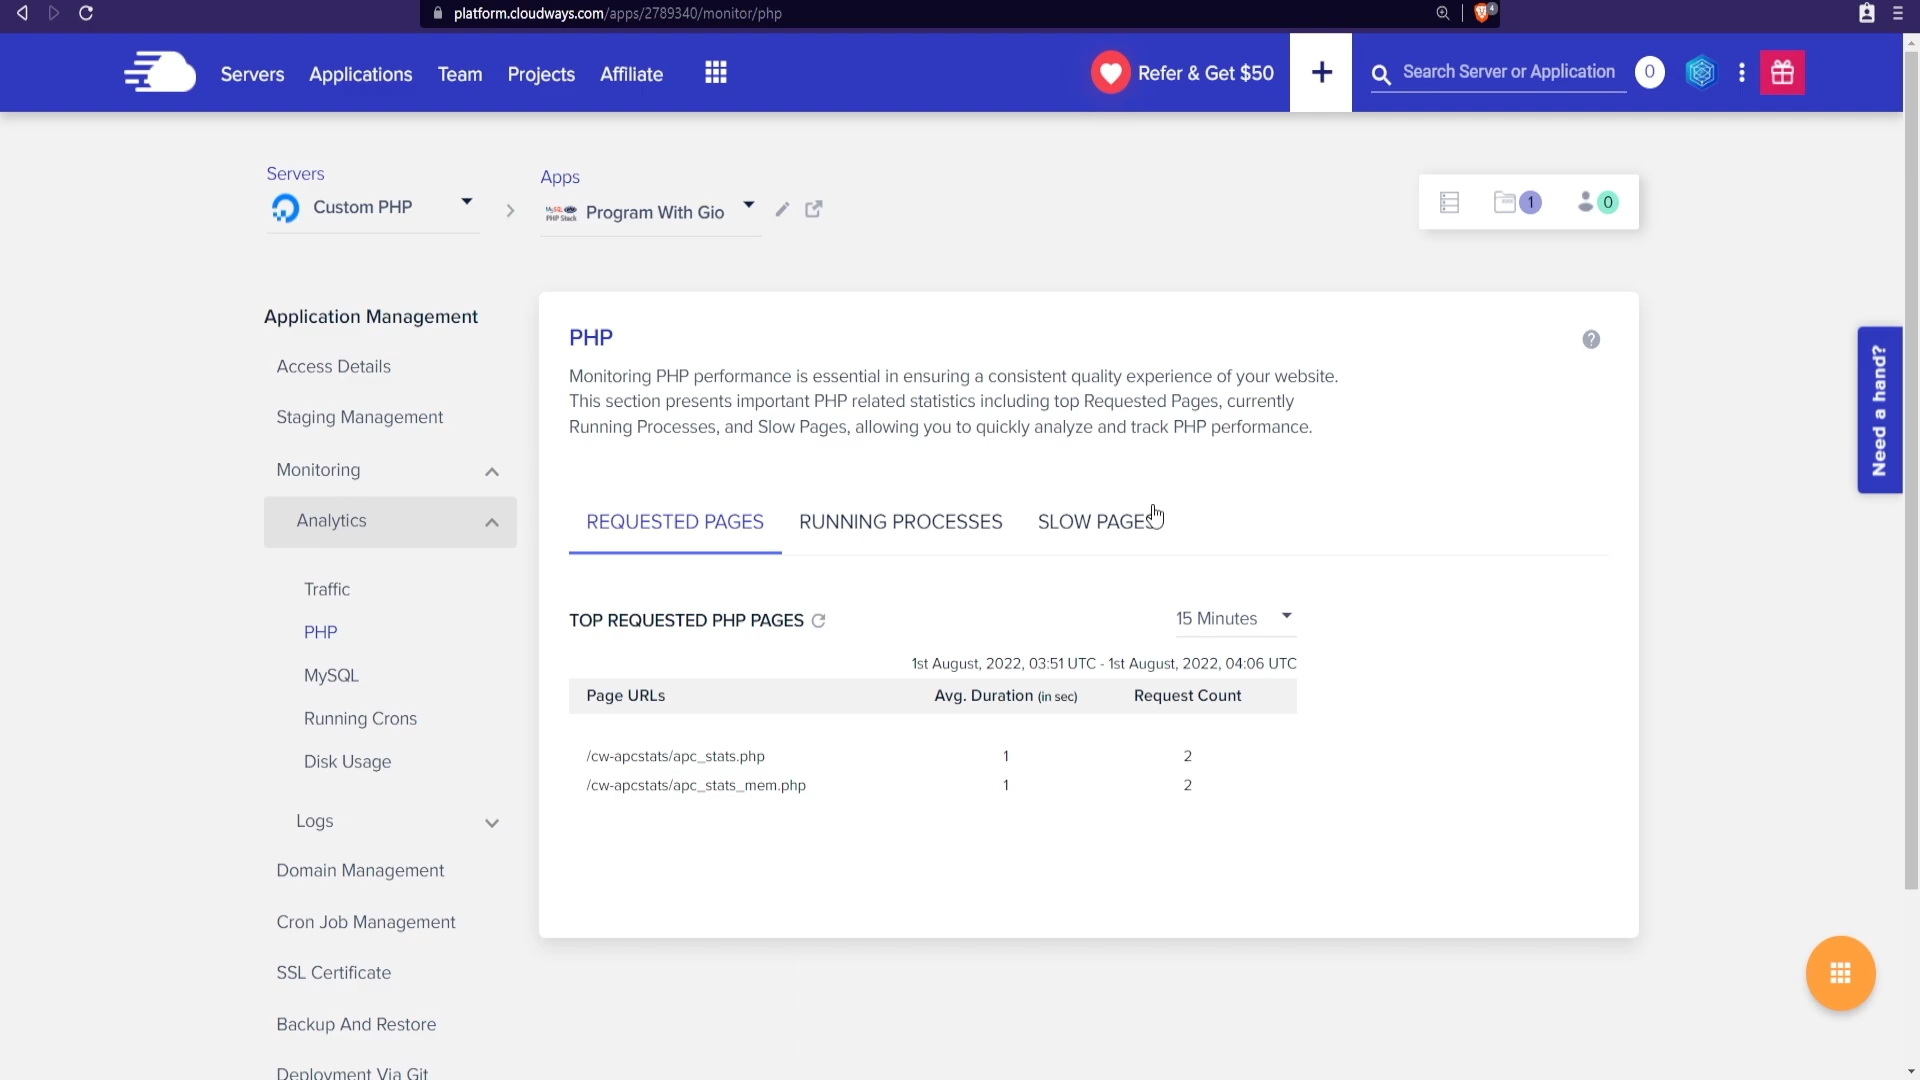 platform.cloudways.com/apps/2789340/monitor/php
4
Servers
Applications
Team
Projects
Affiliate
Refer & Get $50
+
Search Server or Application
0
Servers
Custom PHP
Apps
Program With Gio
1
0
Application Management
Access Details
Staging Management
Monitoring
Analytics
Traffic
PHP
MySQL
Running Crons
Disk Usage
Logs
Domain Management
Cron Job Management
SSL Certificate
Backup And Restore
Deployment Via Git
PHP
?
Monitoring PHP performance is essential in ensuring a consistent quality experience of your website.
This section presents important PHP related statistics including top Requested Pages, currently
Running Processes, and Slow Pages, allowing you to quickly analyze and track PHP performance.
REQUESTED PAGES
RUNNING PROCESSES
SLOW PAGES
TOP REQUESTED PHP PAGES
15 Minutes
1st August, 2022, 03:51 UTC - 1st August, 2022, 04:06 UTC
Page URLs Avg. Duration (in sec) Request Count
/cw-apcstats/apc_stats.php 1 2
/cw-apcstats/apc_stats_mem.php 1 2
Need a hand?